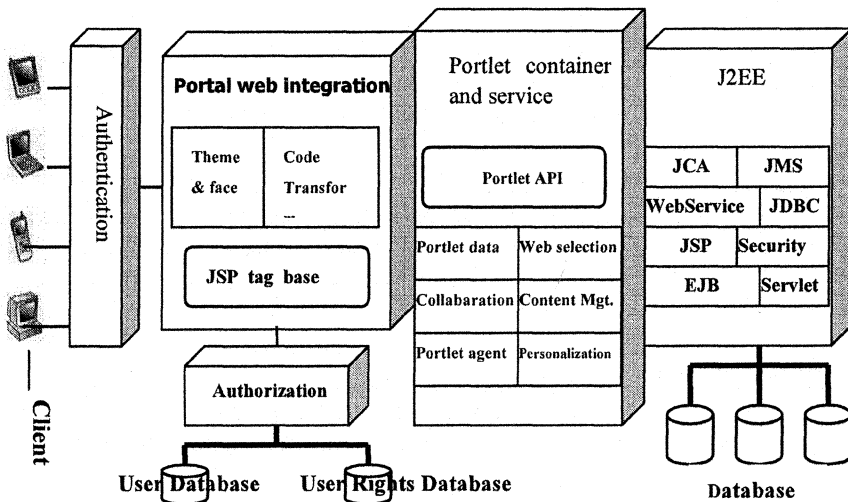 Client
Authentication
Portal web integration
Theme
& face
Code
Transfor
...
JSP tag base
Authorization
User Database
User Rights Database
Portlet container
and service
Portlet API
Portlet data
Web selection
Collabaration
Content Mgt.
Portlet agent
Personalization
J2EE
JCA
JMS
WebService
JDBC
JSP
Security
EJB
Servlet
Database